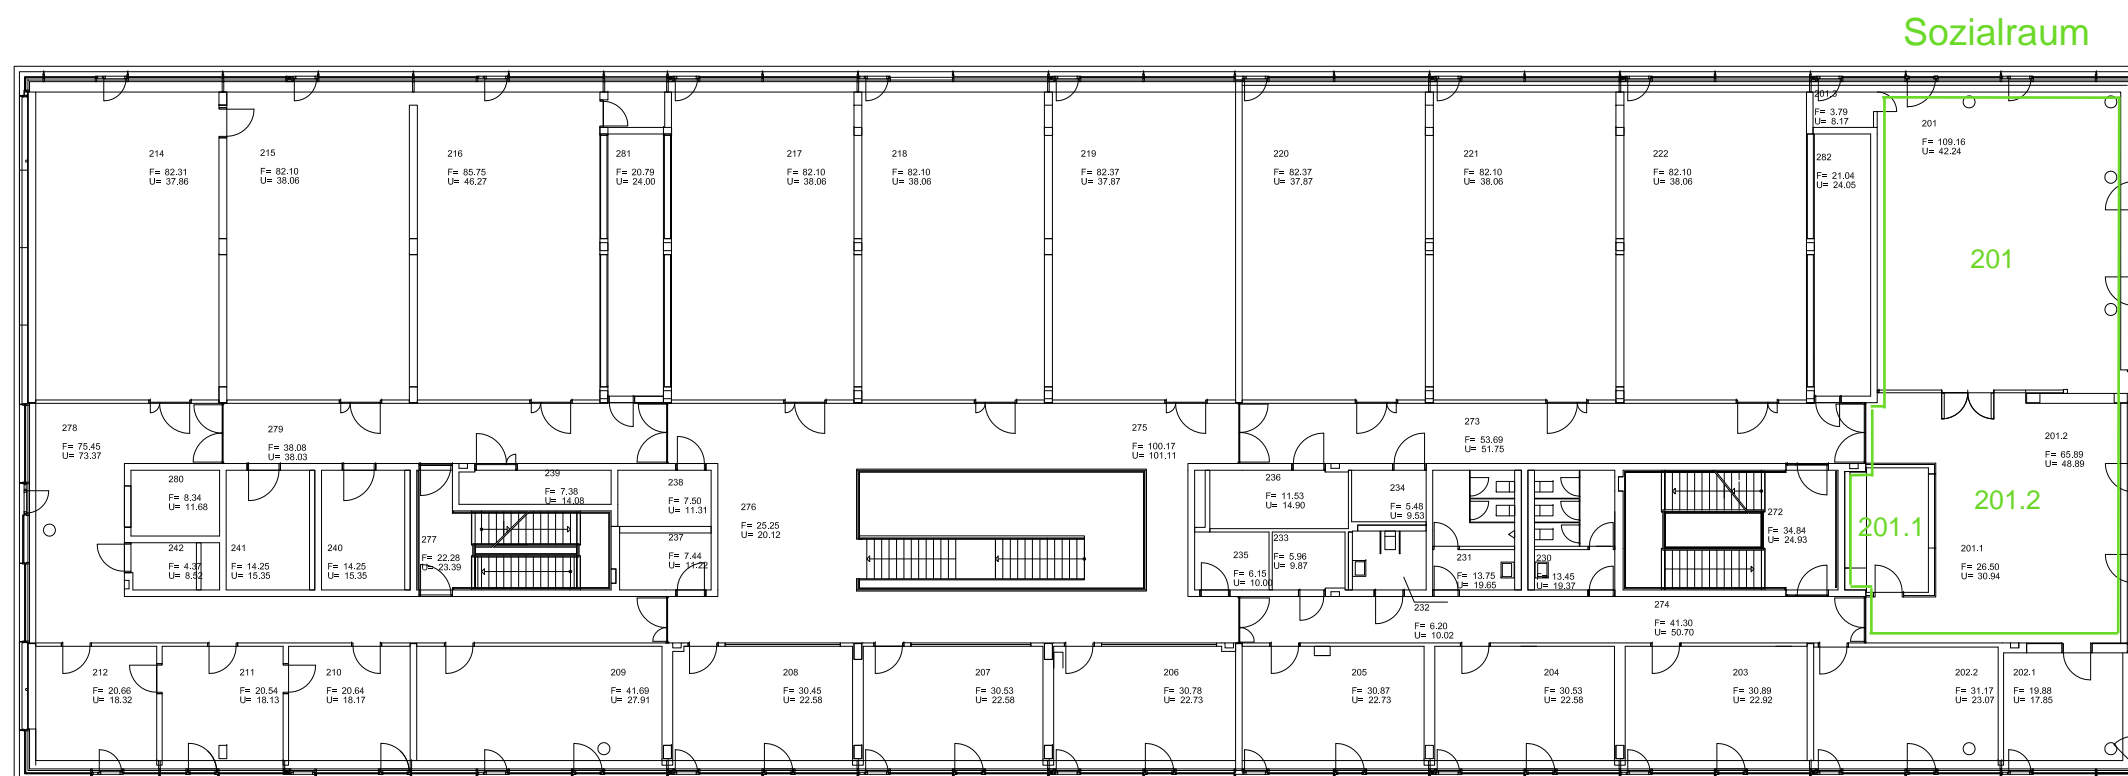 Sozialraum
214
F= 82.31
U= 37.86
215
F= 82.10
U= 38.06
216
F= 85.75
U= 46.27
281
F= 20.79
U= 24.00
217
F= 82.10
U= 38.06
218
F= 82.10
U= 38.06
219
F= 82.37
U= 37.87
220
F= 82.37
U= 37.87
221
F= 82.10
U= 38.06
222
F= 82.10
U= 38.06
201.3
F= 3.79
U= 8.17
282
F= 21.04
U= 24.05
201
F= 109.16
U= 42.24
201
278
F= 75.45
U= 73.37
279
F= 38.08
U= 38.03
275
F= 100.17
U= 101.11
273
F= 53.69
U= 51.75
201.2
F= 65.89
U= 48.89
280
F= 8.34
U= 11.68
239
F= 7.38
U= 14.08
238
F= 7.50
U= 11.31
276
F= 25.25
U= 20.12
236
F= 11.53
U= 14.90
234
F= 5.48
U= 9.53
272
F= 34.84
U= 24.93
201.1
201.2
242
F= 4.37
U= 8.52
241
F= 14.25
U= 15.35
240
F= 14.25
U= 15.35
277
F= 22.28
U= 23.39
237
F= 7.44
U= 11.22
235
F= 6.15
U= 10.00
233
F= 5.96
U= 9.87
231
F= 13.75
U= 19.65
230
F= 13.45
U= 19.37
201.1
F= 26.50
U= 30.94
232
F= 6.20
U= 10.02
274
F= 41.30
U= 50.70
212
F= 20.66
U= 18.32
211
F= 20.54
U= 18.13
210
F= 20.64
U= 18.17
209
F= 41.69
U= 27.91
208
F= 30.45
U= 22.58
207
F= 30.53
U= 22.58
206
F= 30.78
U= 22.73
205
F= 30.87
U= 22.73
204
F= 30.53
U= 22.58
203
F= 30.89
U= 22.92
202.2
F= 31.17
U= 23.07
202.1
F= 19.88
U= 17.85